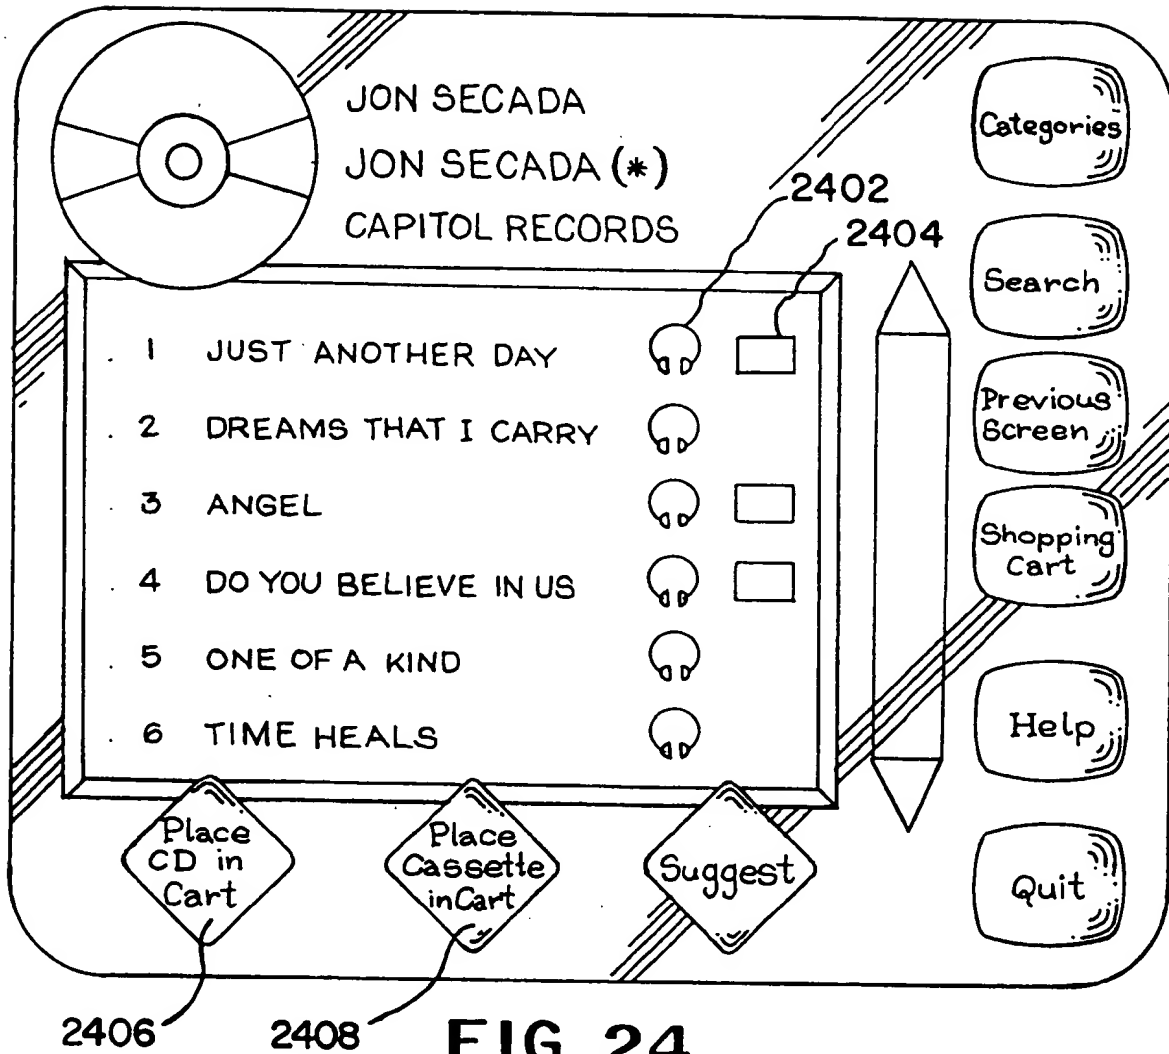 JON SECADA
JON SECADA (*)
CAPITOL RECORDS
2402
2404
. 1 JUST ANOTHER DAY
. 2 DREAMS THAT I CARRY
. 3 ANGEL
. 4 DO YOU BELIEVE IN US
. 5 ONE OF A KIND
. 6 TIME HEALS
Categories
Search
Previous
Screen
Shopping
Cart
Help
Quit
Place
CD in
Cart
Place
Cassette
in Cart
Suggest
2406
2408
FIG. 24